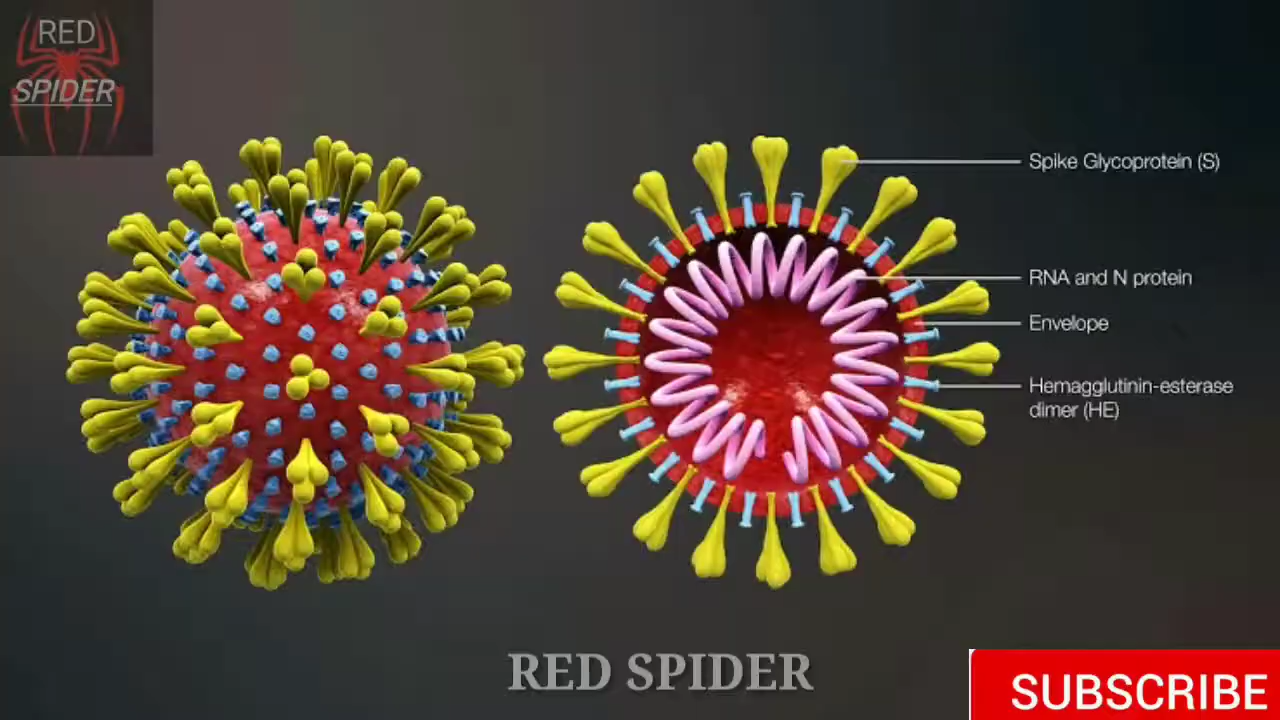 RED
SPIDER
Spike Glycoprotein (S)
RNA and N protein
Envelope
Hemagglutinin-esterase
dimer (HE)
RED SPIDER
SUBSCRIBE